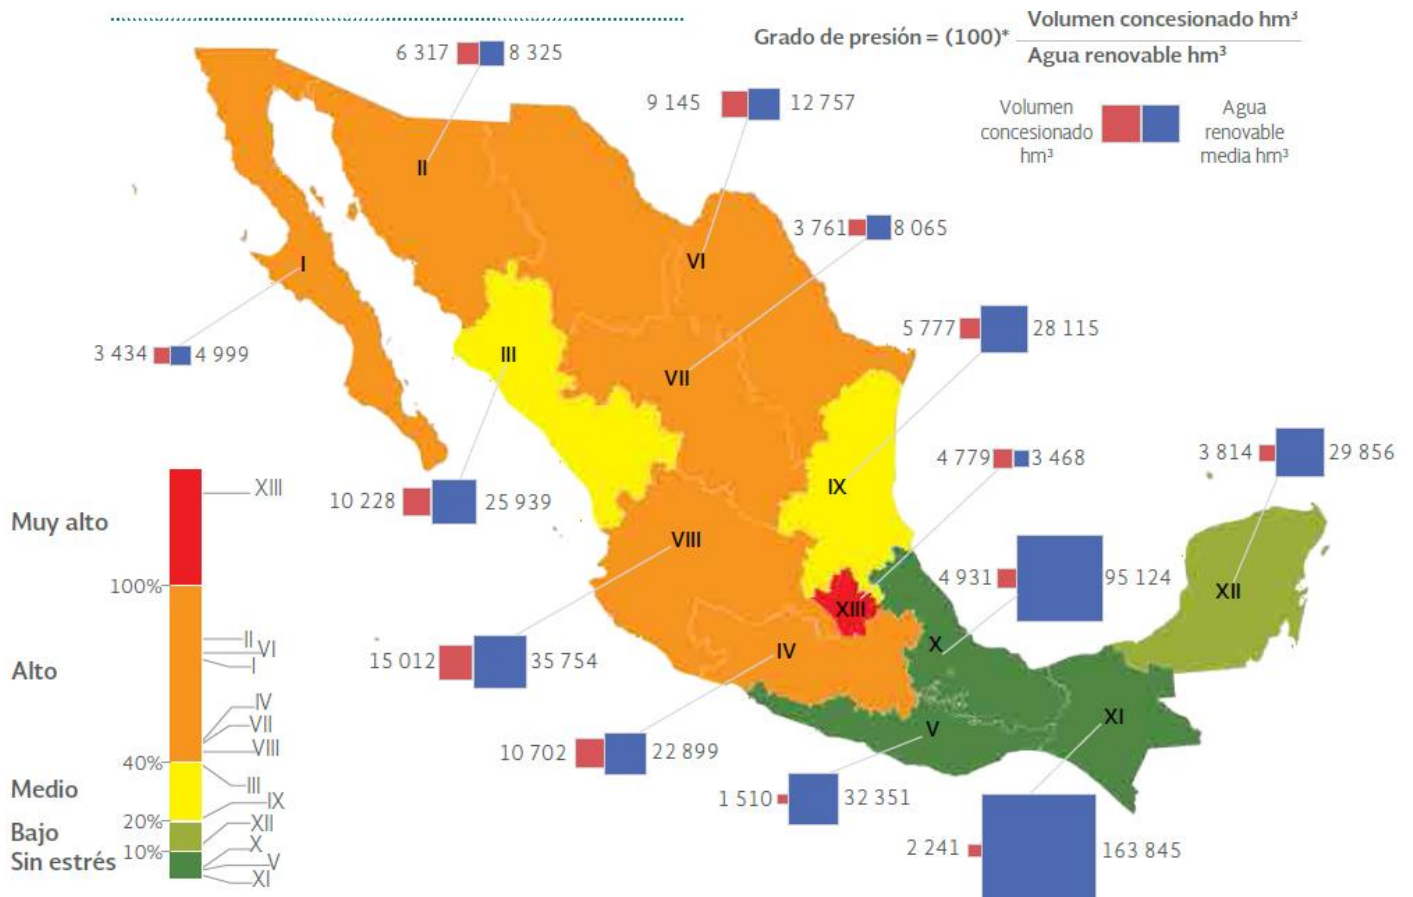 Grado de presión = (100)*
Volumen concesionado hm³
Agua renovable hm³
Volumen
concesionado
hm³
Agua
renovable
media hm³
6 317
8 325
9 145
12 757
II
3 761
8 065
VI
I
5 777
28 115
3 434
4 999
III
VII
4 779
3 468
3 814
29 856
10 228
25 939
IX
VIII
4 931
95 124
XII
XIII
X
15 012
35 754
IV
XI
V
10 702
22 899
1 510
32 351
2 241
163 845
Muy alto
XIII
100%
Alto
II
VI
I
IV
VII
VIII
40%
Medio
III
IX
20%
Bajo
XII
X
10%
Sin estrés
V
XI